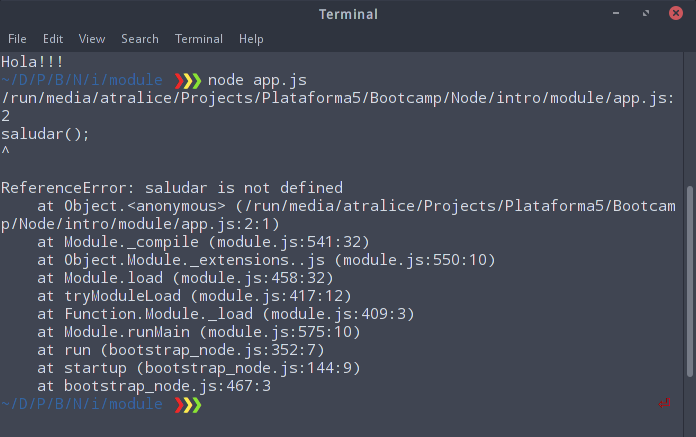 Terminal
File Edit View Search Terminal Help
Hola!!!
~/D/P/B/N/i/module ❯❯❯ node app.js
/run/media/atralice/Projects/Plataforma5/Bootcamp/Node/intro/module/app.js:
2
saludar();
^
ReferenceError: saludar is not defined
    at Object.<anonymous> (/run/media/atralice/Projects/Plataforma5/Bootcam
p/Node/intro/module/app.js:2:1)
    at Module._compile (module.js:541:32)
    at Object.Module._extensions..js (module.js:550:10)
    at Module.load (module.js:458:32)
    at tryModuleLoad (module.js:417:12)
    at Function.Module._load (module.js:409:3)
    at Module.runMain (module.js:575:10)
    at run (bootstrap_node.js:352:7)
    at startup (bootstrap_node.js:144:9)
    at bootstrap_node.js:467:3
~/D/P/B/N/i/module ❯❯❯ ⏎